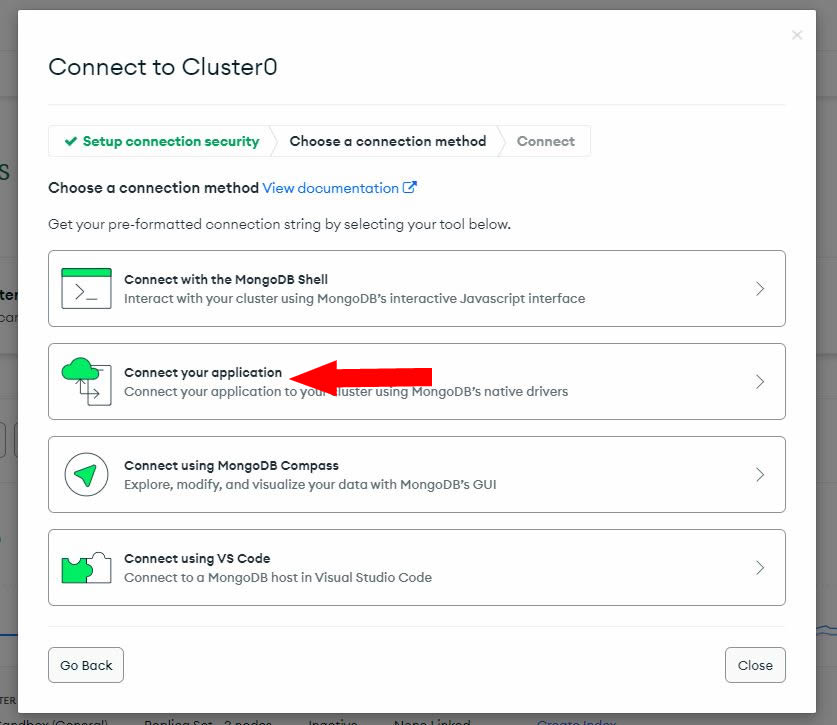 Connect to Cluster0
Setup connection security
Choose a connection method
Connect
Choose a connection method View documentation
Get your pre-formatted connection string by selecting your tool below.
>_
Connect with the MongoDB Shell
Interact with your cluster using MongoDB's interactive Javascript interface
Connect your application
Connect your application to your cluster using MongoDB's native drivers
Connect using MongoDB Compass
Explore, modify, and visualize your data with MongoDB's GUI
Connect using VS Code
Connect to a MongoDB host in Visual Studio Code
Go Back
Close